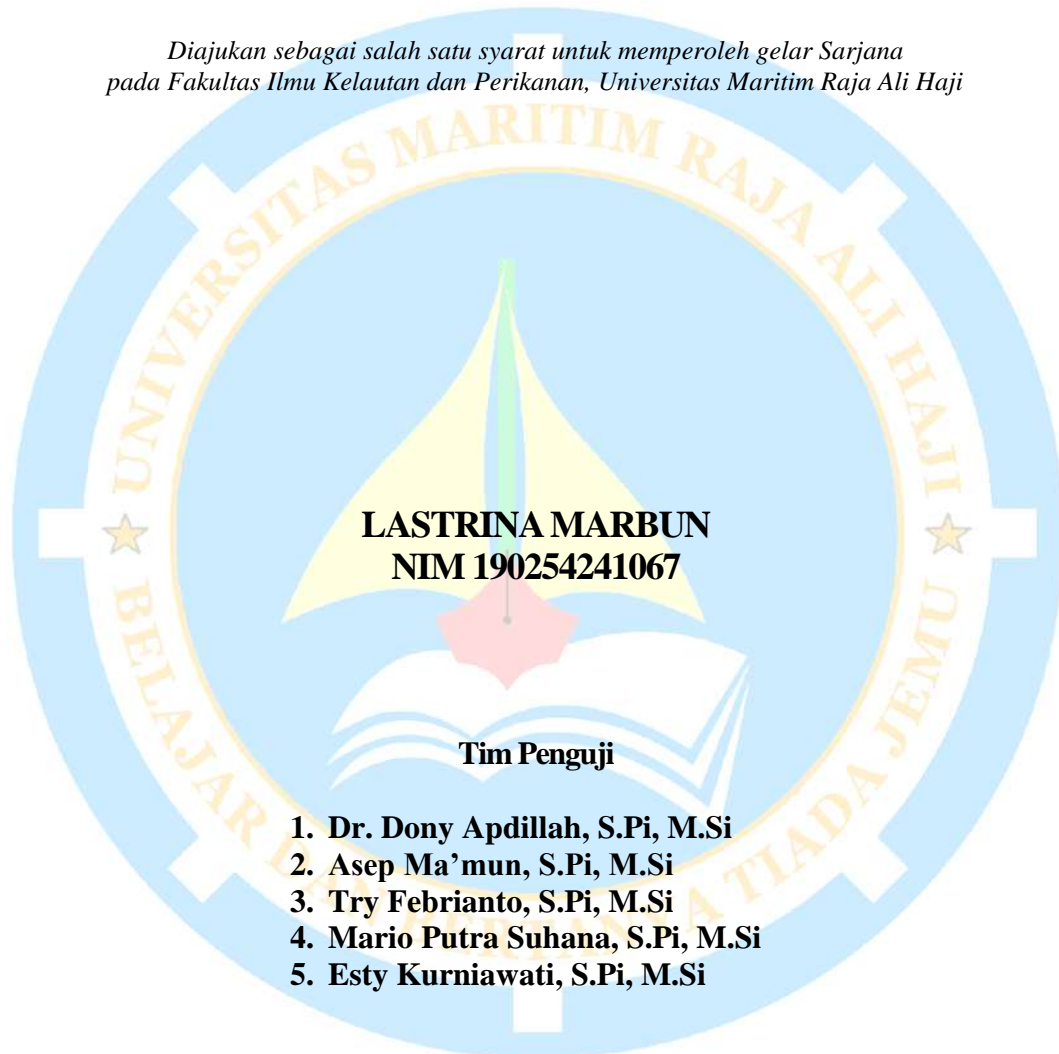 Diajukan sebagai salah satu syarat untuk memperoleh gelar Sarjana
pada Fakultas Ilmu Kelautan dan Perikanan, Universitas Maritim Raja Ali Haji
UNIVERSITAS MARITIM RAJA ALI HAJI
LASTRINA MARBUN
NIM 190254241067
Tim Penguji
1. Dr. Dony Apdillah, S.Pi, M.Si
2. Asep Ma’mun, S.Pi, M.Si
3. Try Febrianto, S.Pi, M.Si
4. Mario Putra Suhana, S.Pi, M.Si
5. Esty Kurniawati, S.Pi, M.Si
BELAJAR DAN BERTANYA TIADA JEMU